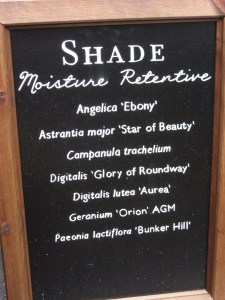 SHADE
Moisture Retentive
Angelica 'Ebony'
Astrantia major 'Star of Beauty'
Campanula trachelium
Digitalis 'Glory of Roundway'
Digitalis lutea 'Aurea'
Geranium 'Orion' AGM
Paeonia lactiflora 'Bunker Hill'